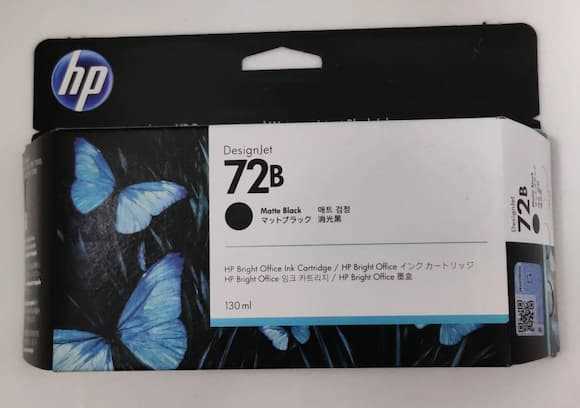 hp
DesignJet
72B
Matte Black 매트 검정
マットブラック 消光黒
HP Bright Office Ink Cartridge / HP Bright Office インク カートリッジ
HP Bright Office 잉크 카트리지 / HP Bright Office 墨盒
130 ml
DesignJet
72B